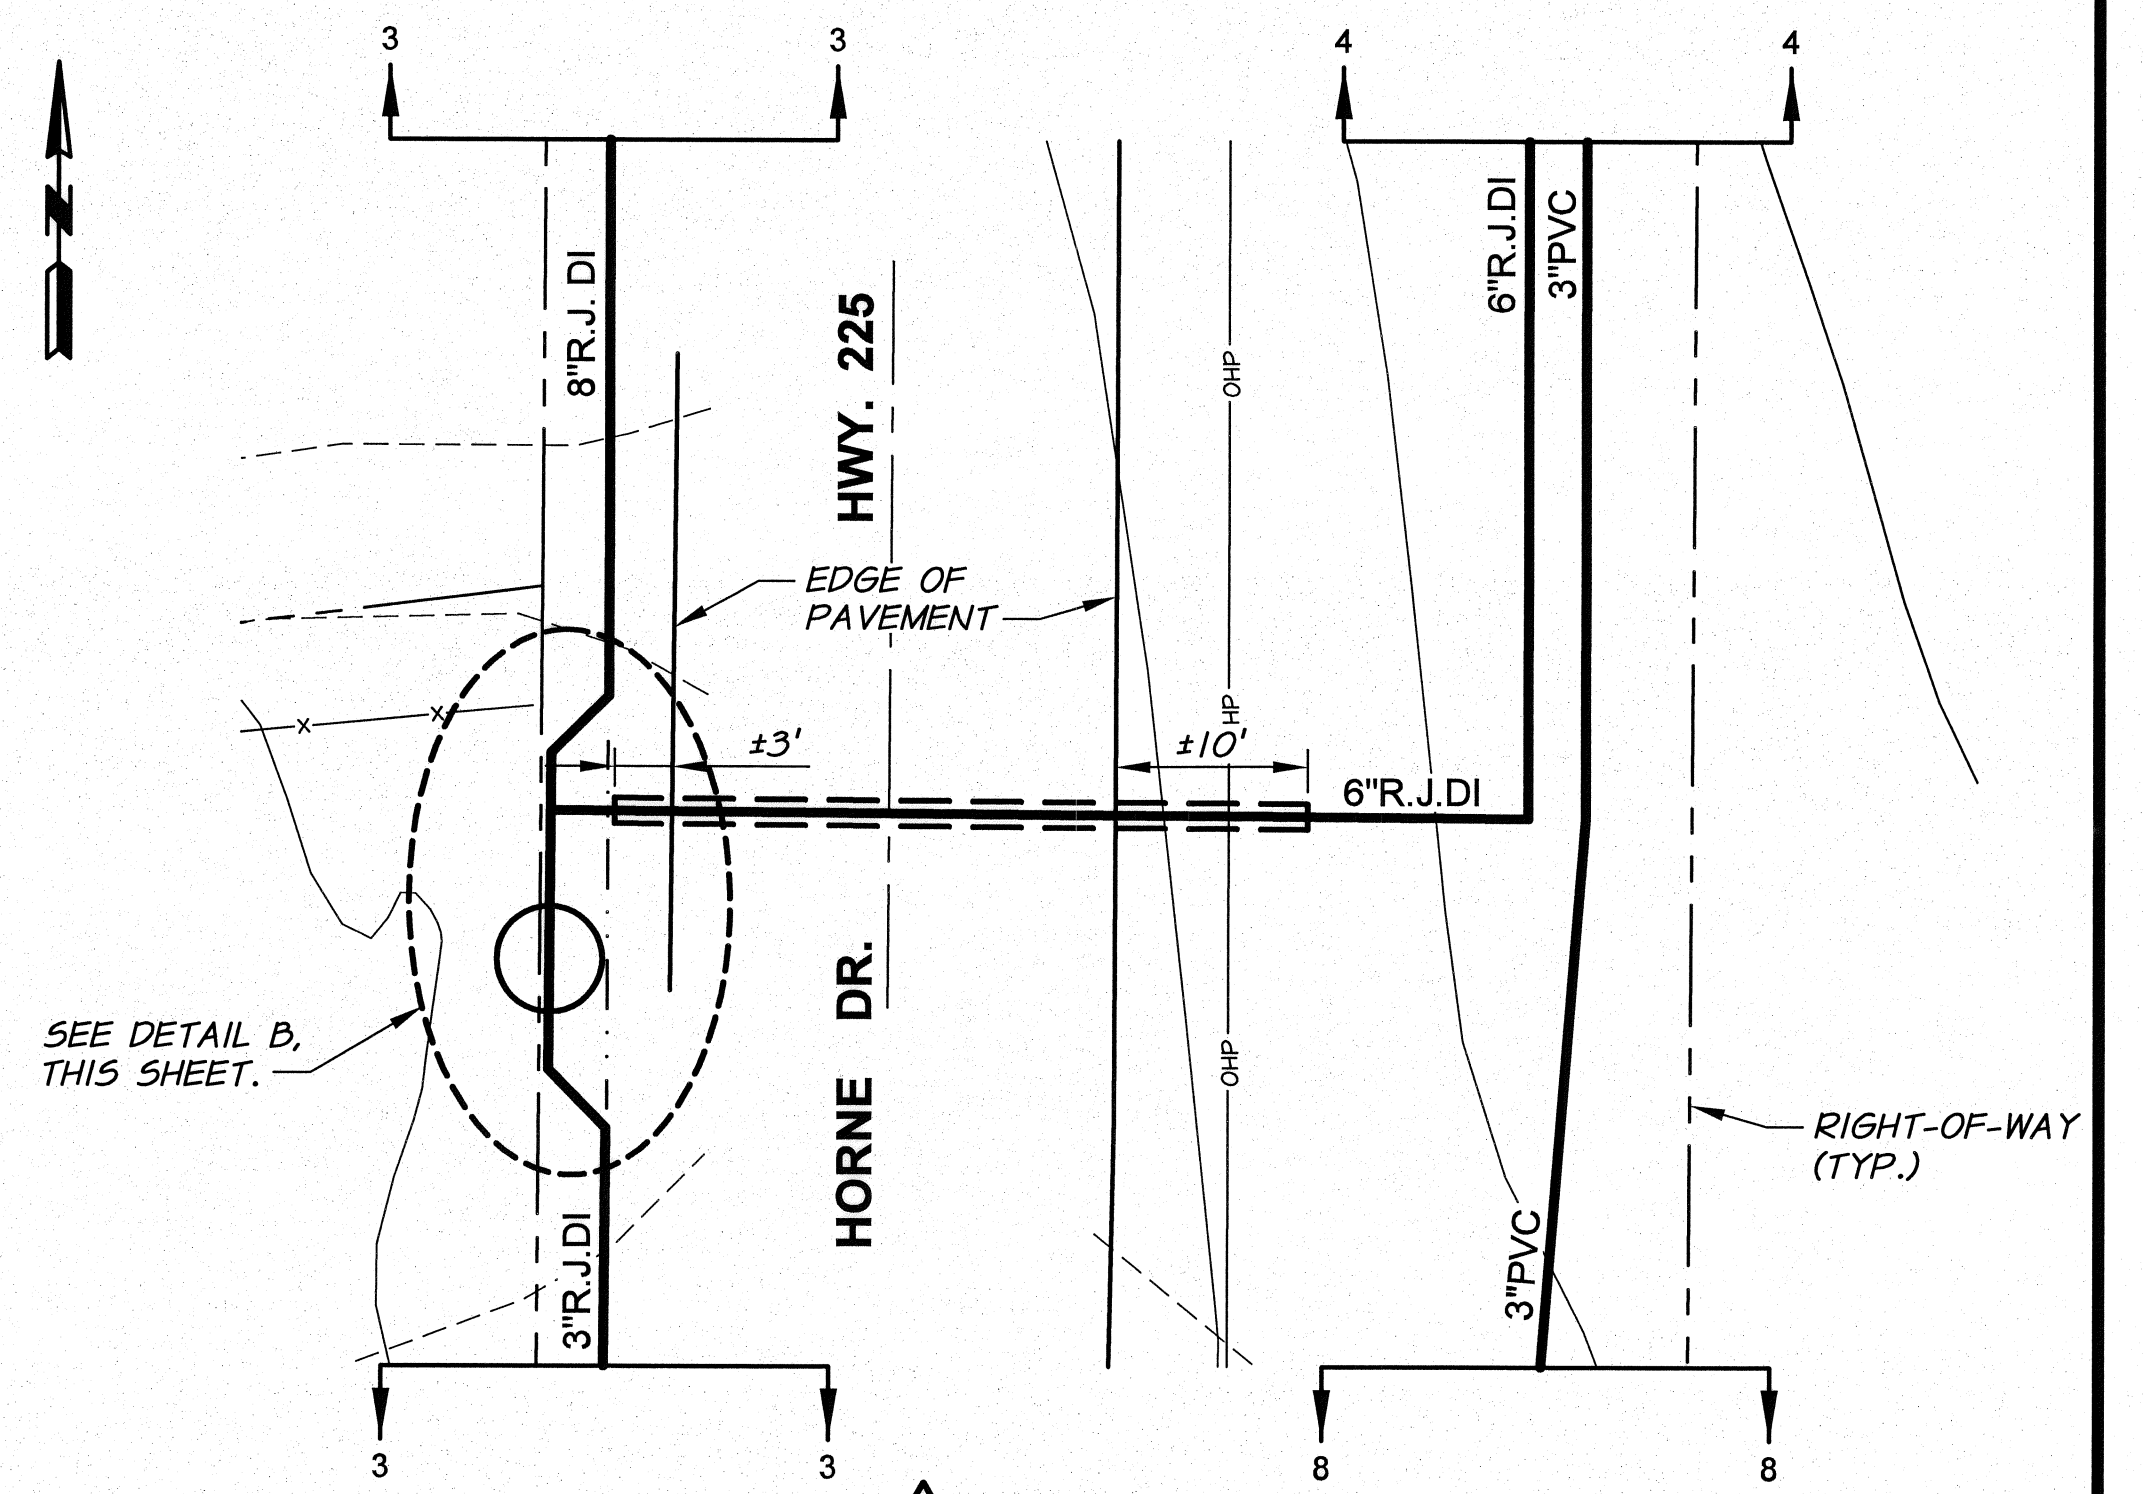 3
3
4
4
N
8"R.J. DI
HWY. 225
OHP
6"R.J.DI
3"PVC
EDGE OF
PAVEMENT
X
X
±3'
±10'
HP
6"R.J.DI
SEE DETAIL B,
THIS SHEET.
HORNE DR.
OHP
RIGHT-OF-WAY
(TYP.)
3"R.J.DI
3"PVC
3
3
8
8